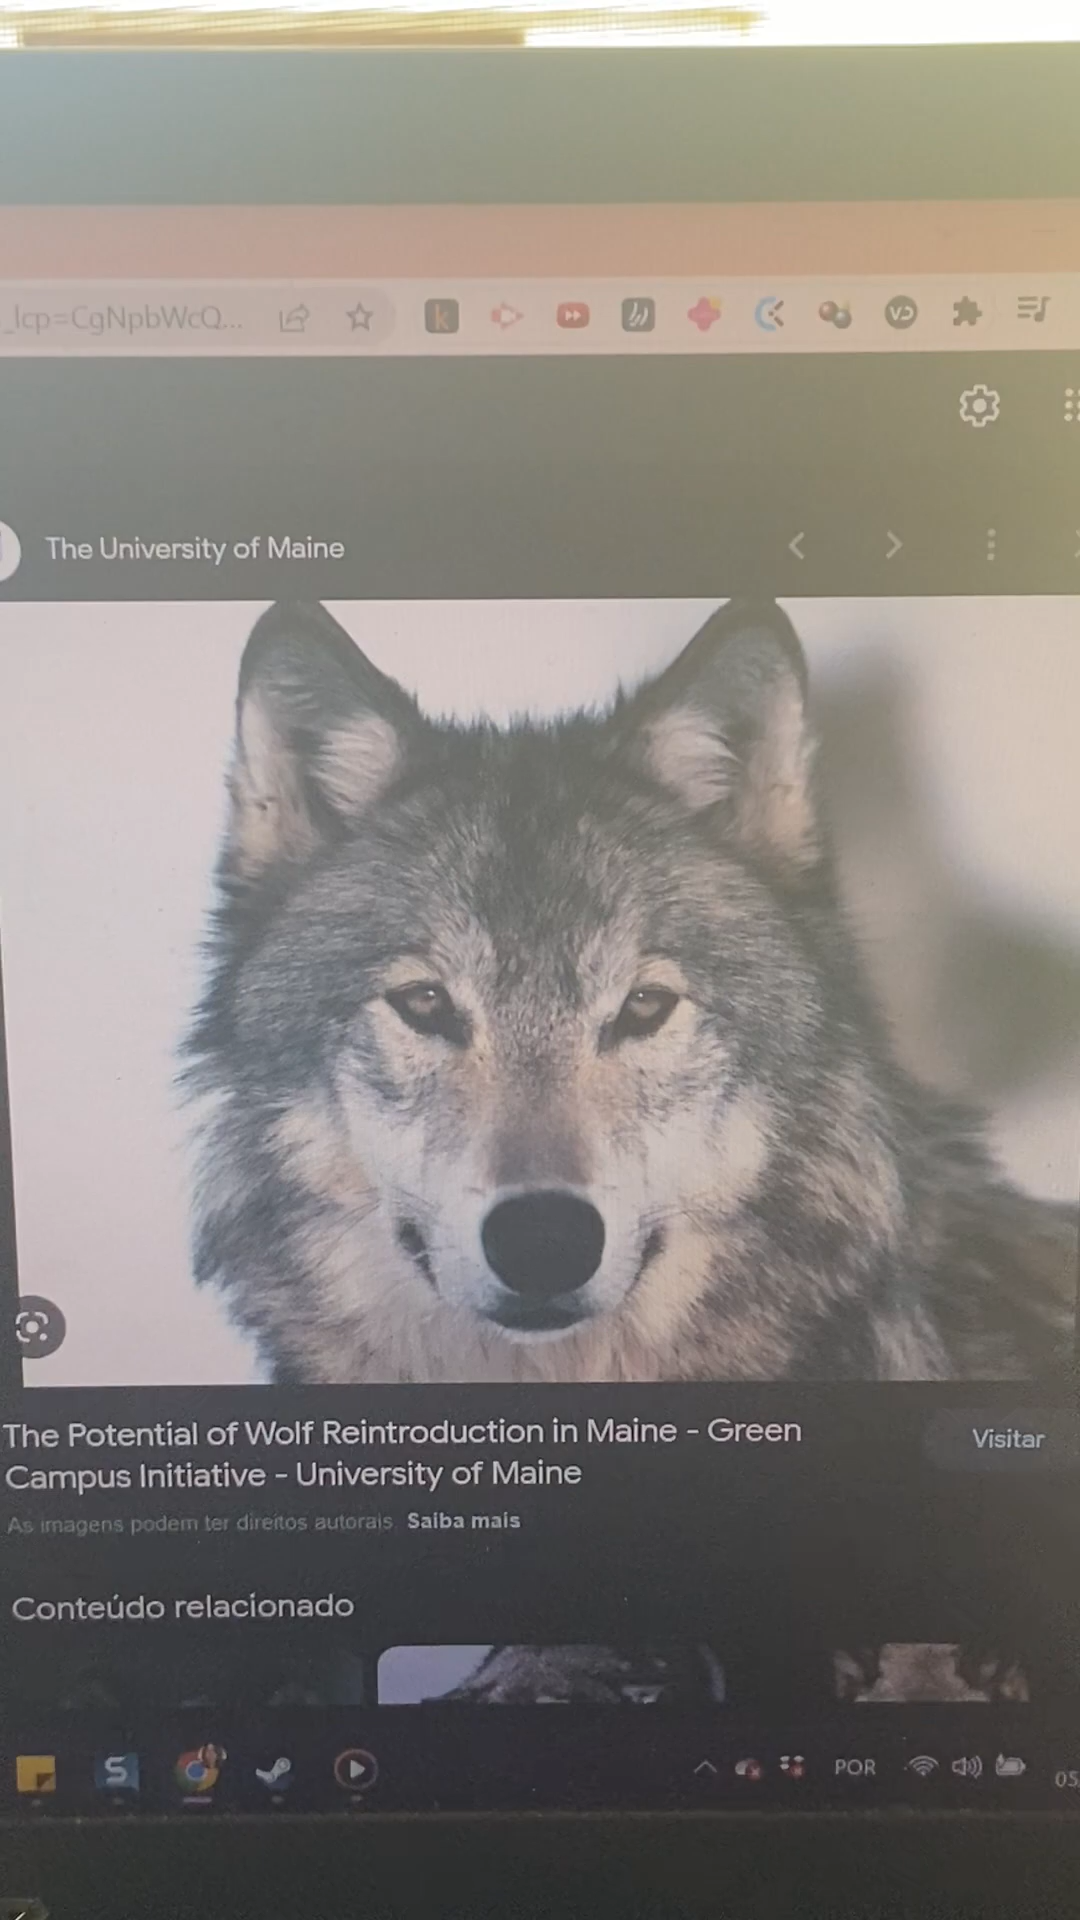 _lcp=CgNpbWcQ...
The University of Maine
The Potential of Wolf Reintroduction in Maine - Green
Campus Initiative - University of Maine
Visitar
As imagens podem ter direitos autorais. Saiba mais
Conteúdo relacionado
POR
05